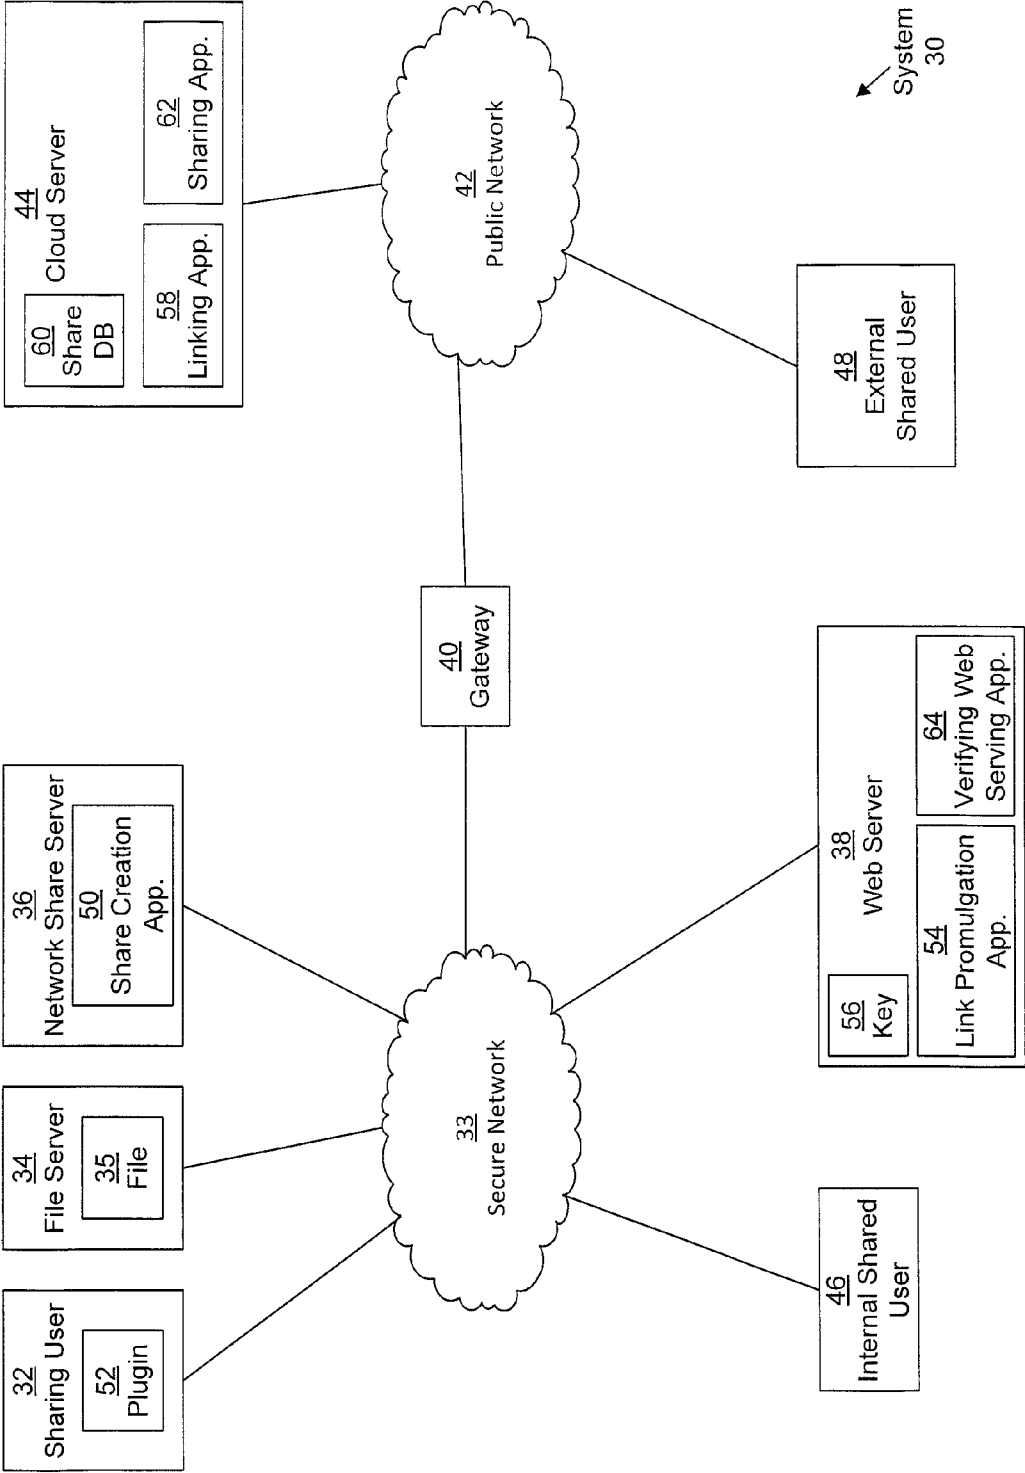 32
Sharing User
52
Plugin
34
File Server
35
File
36
Network Share Server
50
Share Creation
App.
44
Cloud Server
60
Share
DB
58
Linking App.
62
Sharing App.
33
Secure Network
40
Gateway
42
Public Network
46
Internal Shared
User
38
Web Server
56
Key
54
Link Promulgation
App.
64
Verifying Web
Serving App.
48
External
Shared User
System
30